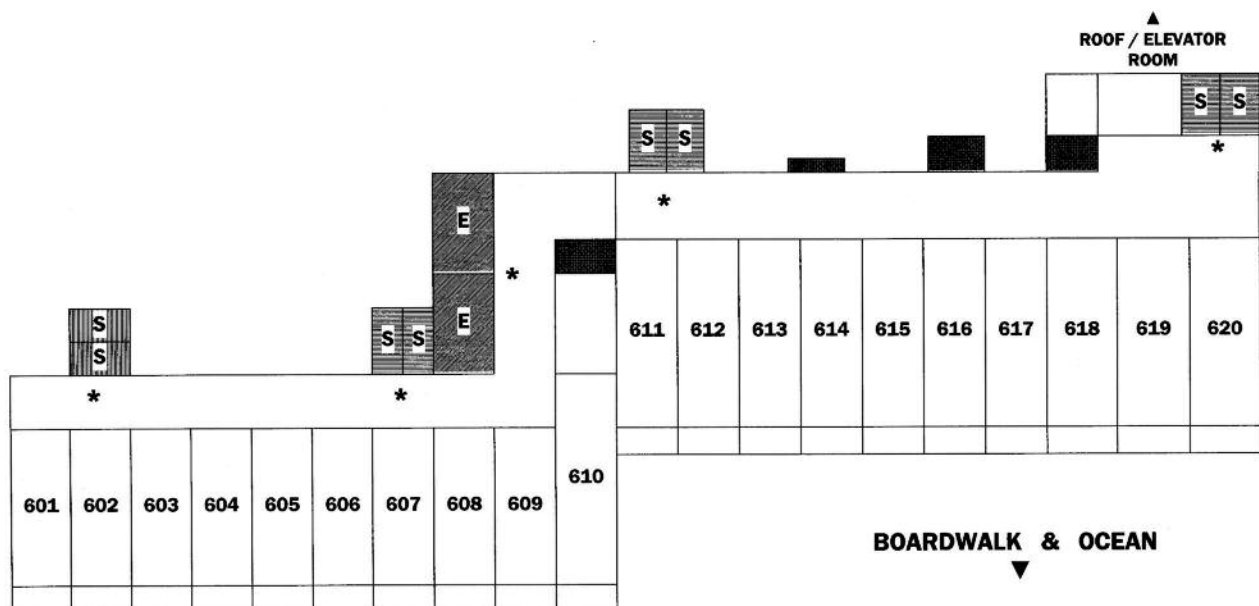 ▲
ROOF / ELEVATOR
ROOM
S S
S S
*
*
E
*
E
S
S
S S
*
*
611 612 613 614 615 616 617 618 619 620
601 602 603 604 605 606 607 608 609 610
BOARDWALK & OCEAN
▼